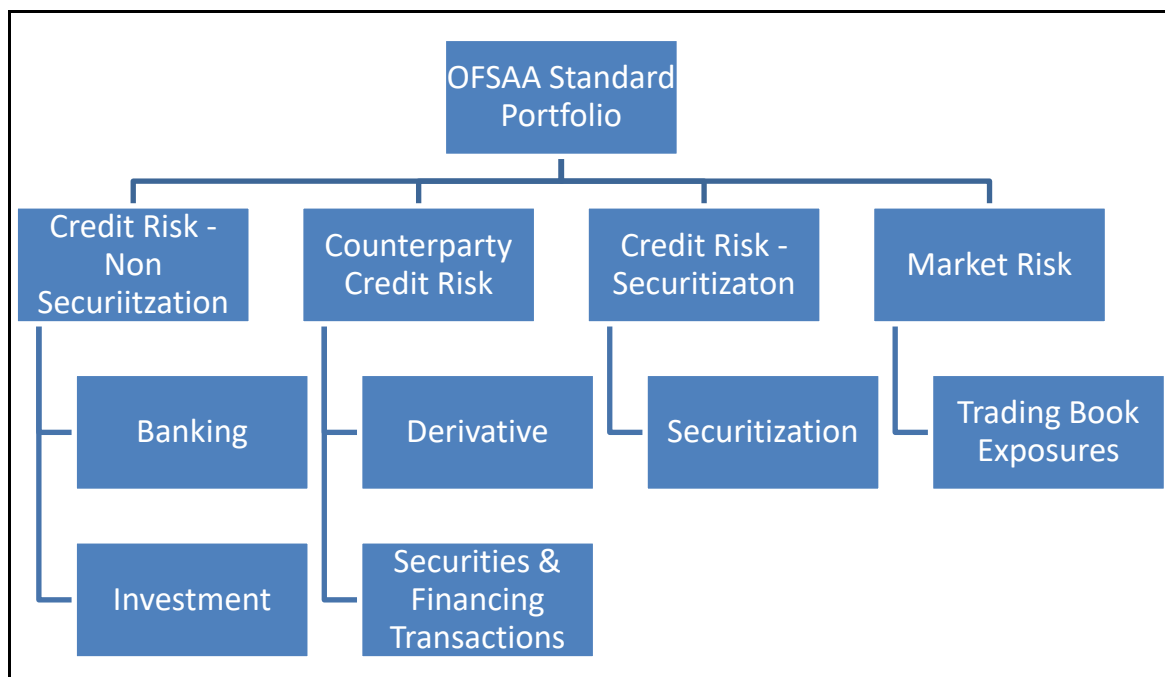 OFSAA Standard
Portfolio
Credit Risk -
Non
Securiitzation
Counterparty
Credit Risk
Credit Risk -
Securitizaton
Market Risk
Banking
Derivative
Securitization
Trading Book
Exposures
Investment
Securities &
Financing
Transactions